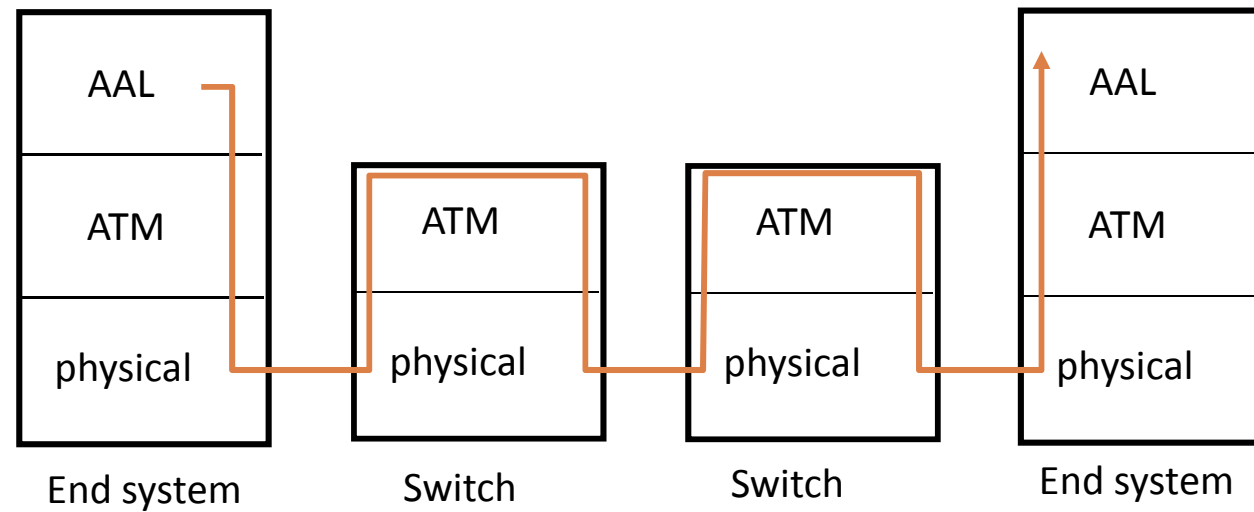 AAL
ATM
physical
End system
ATM
physical
Switch
ATM
physical
Switch
AAL
ATM
physical
End system